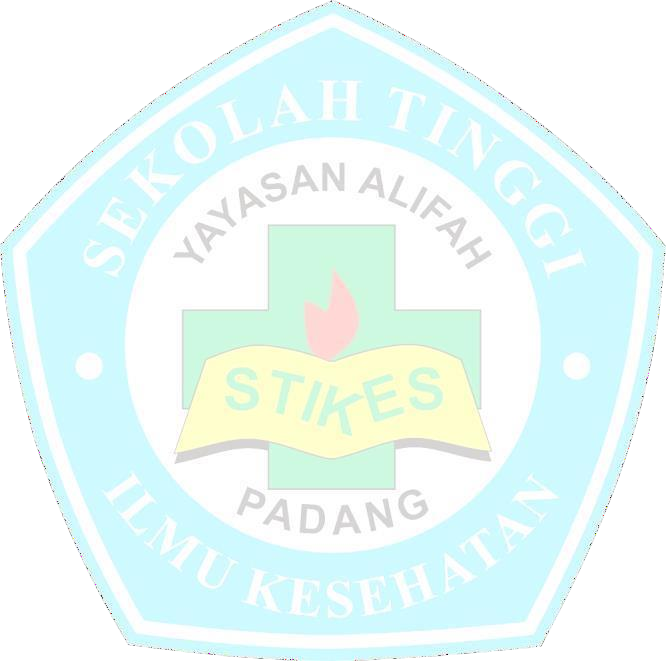 SEKOLAH TINGGI
YAYASAN ALIFAH
STIKES
PADANG
ILMU KESEHATAN